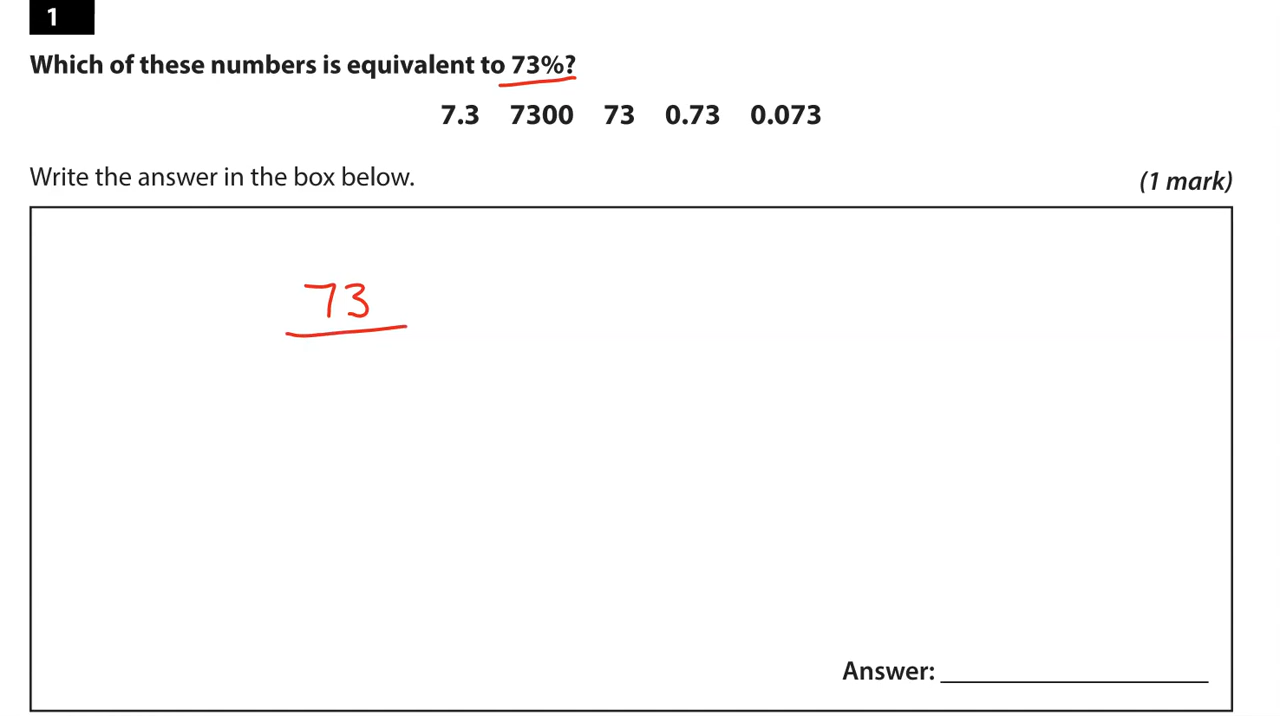 1
Which of these numbers is equivalent to 73%?
7.3 7300 73 0.73 0.073
Write the answer in the box below.
(1 mark)
73
Answer: